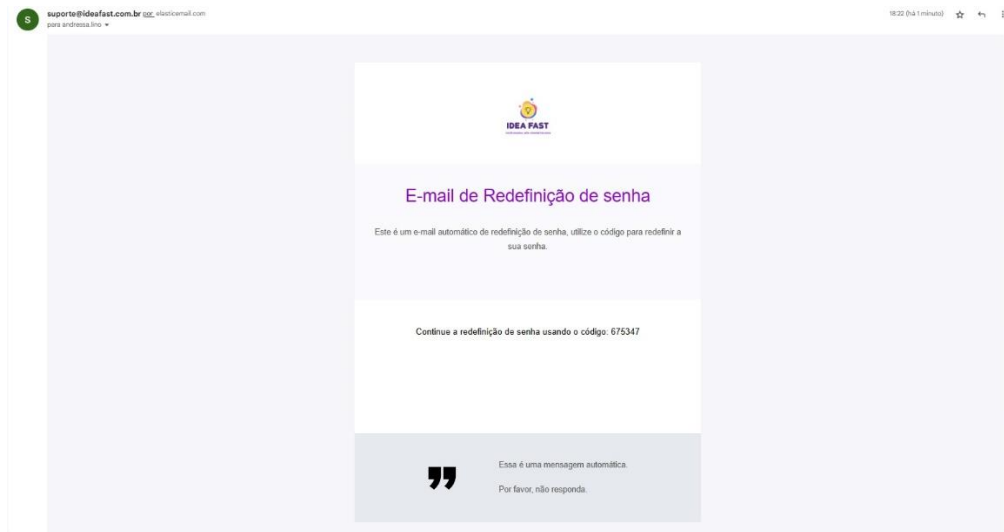 S
suporte@ideafast.com.br por elasticemail.com
para andressa.lino
18:22 (há 1 minuto)
IDEA FAST
E-mail de Redefinição de senha
Este é um e-mail automático de redefinição de senha, utilize o código para redefinir a
sua senha.
Continue a redefinição de senha usando o código: 675347
Essa é uma mensagem automática.
Por favor, não responda.